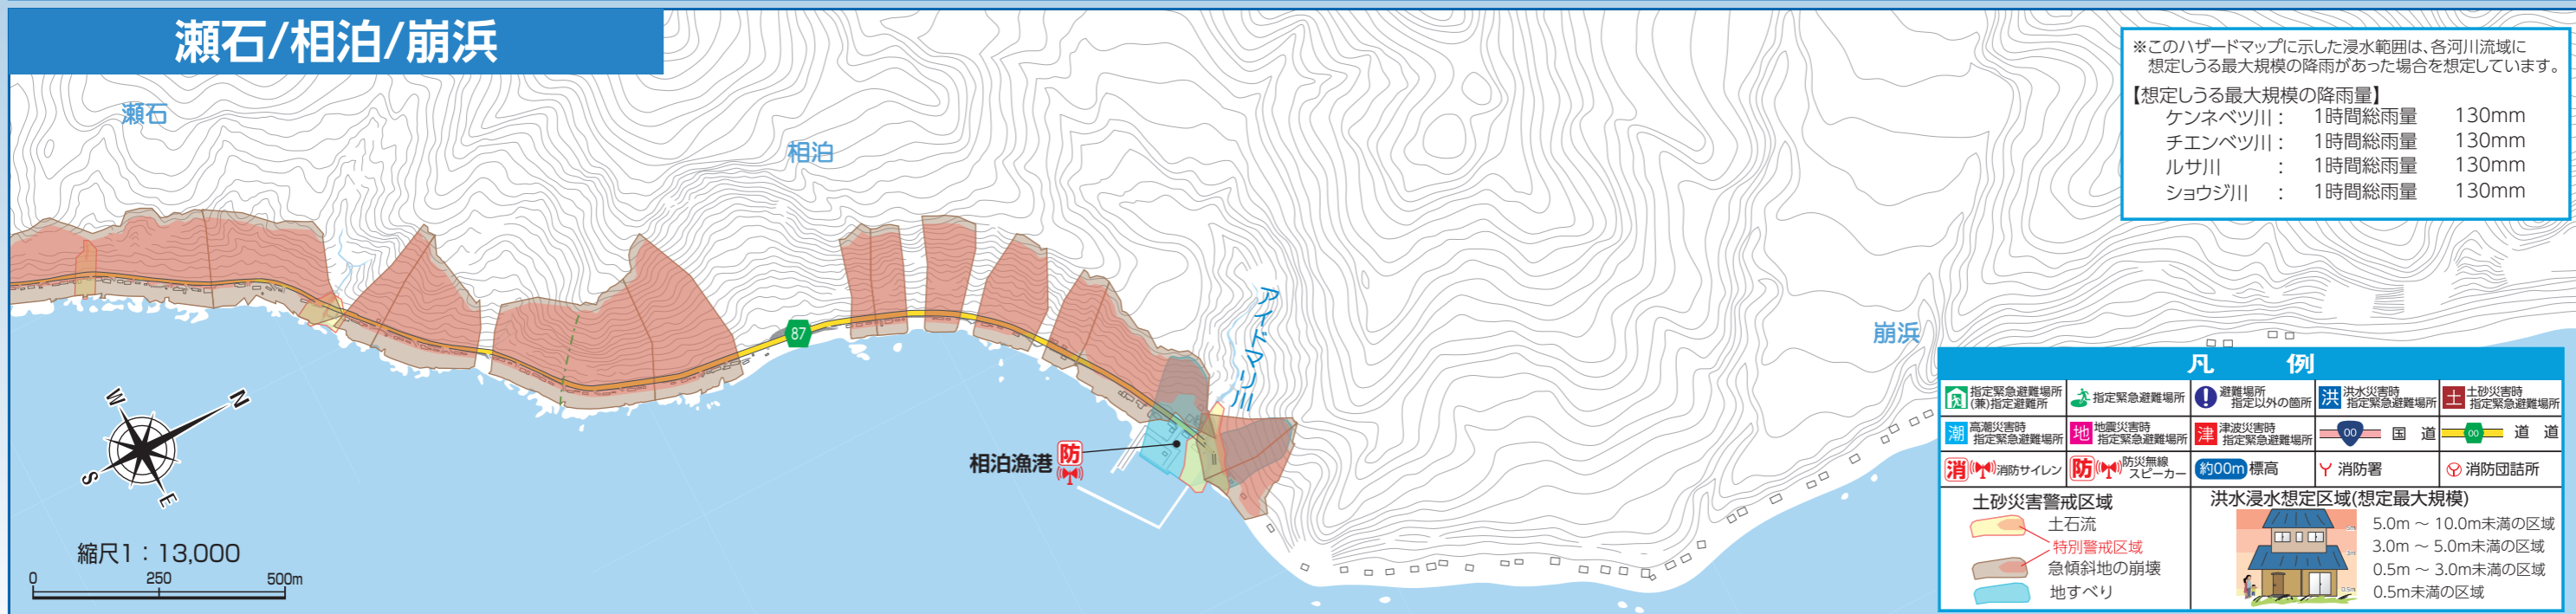 瀬石/相泊/崩浜
※このハザードマップに示した浸水範囲は、各河川流域に
想定しうる最大規模の降雨があった場合を想定しています。
【想定しうる最大規模の降雨量】
ケンネベツ川： 1時間総雨量 130mm
チエンベツ川： 1時間総雨量 130mm
ルサ川 ： 1時間総雨量 130mm
ショウジ川 ： 1時間総雨量 130mm
瀬石
相泊
87
アイドマリ川
崩浜
相泊漁港
防
W
N
S
E
縮尺1：13,000
0 250 500m
凡 例
指定緊急避難場所
(兼)指定避難所
指定緊急避難場所
避難場所
指定以外の箇所
洪 洪水災害時
指定緊急避難場所
土 土砂災害時
指定緊急避難場所
潮 高潮災害時
指定緊急避難場所
地 地震災害時
指定緊急避難場所
津 津波災害時
指定緊急避難場所
00 国 道
00 道 道
消 消防サイレン
防 防災無線
スピーカー
約00m 標高
消防署
消防団詰所
土砂災害警戒区域
土石流
特別警戒区域
急傾斜地の崩壊
地すべり
洪水浸水想定区域(想定最大規模)
5.0m ～ 10.0m未満の区域
3.0m ～ 5.0m未満の区域
0.5m ～ 3.0m未満の区域
0.5m未満の区域